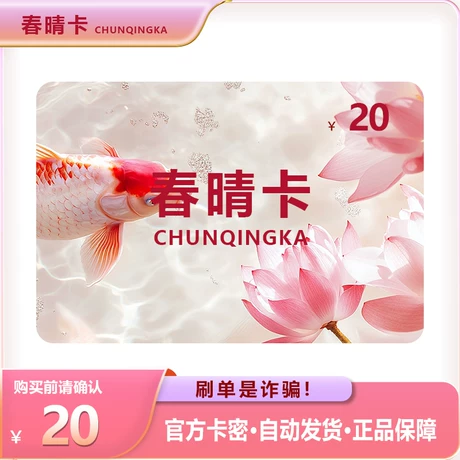 春晴卡 CHUNQINGKA
¥ 20
春晴卡
CHUNQINGKA
购买前请确认
刷单是诈骗!
¥ 20
官方卡密·自动发货·正品保障